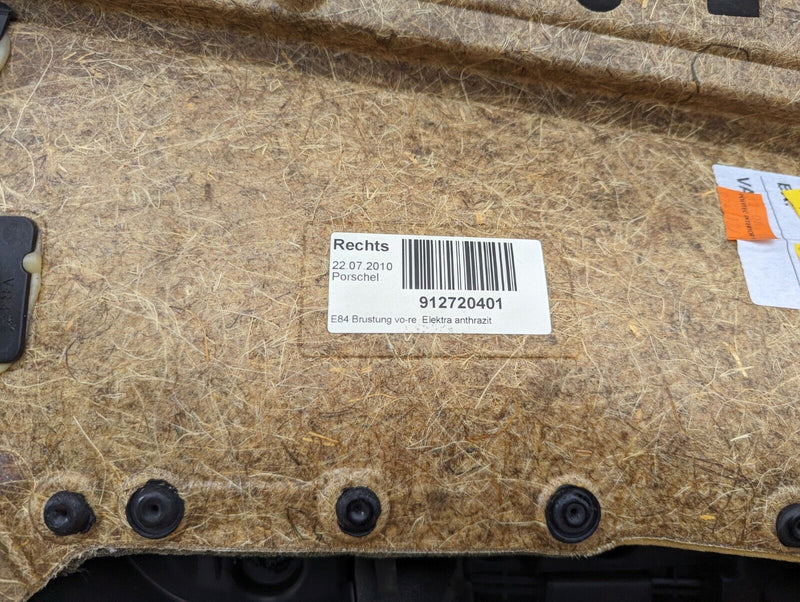 Rechts
22.07.2010
Porschel
912720401
E84 Brustung vo-re Elektra anthrazit